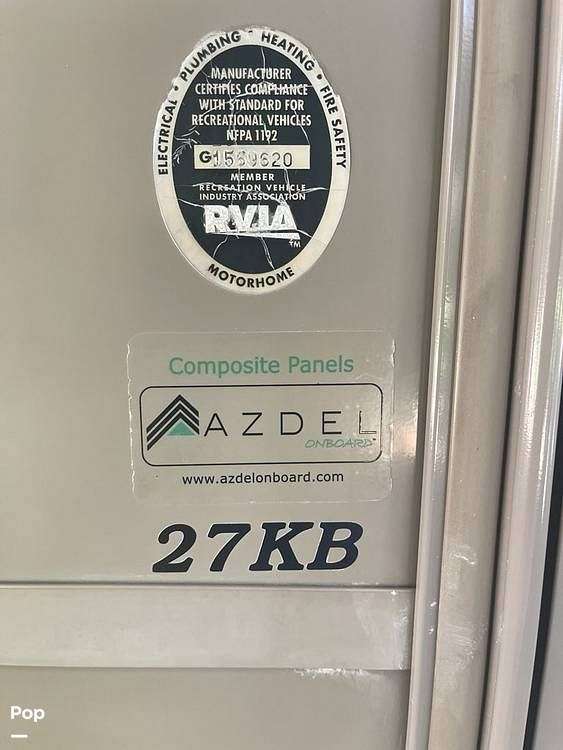 ELECTRICAL • PLUMBING • HEATING • FIRE SAFETY
MANUFACTURER
CERTIFIES COMPLIANCE
WITH STANDARD FOR
RECREATIONAL VEHICLES
NFPA 1192
G1569620
MEMBER
RECREATION VEHICLE
INDUSTRY ASSOCIATION
RVIA
TM
MOTORHOME
Composite Panels
AZDEL
ONBOARD
www.azdelonboard.com
27KB
Pop